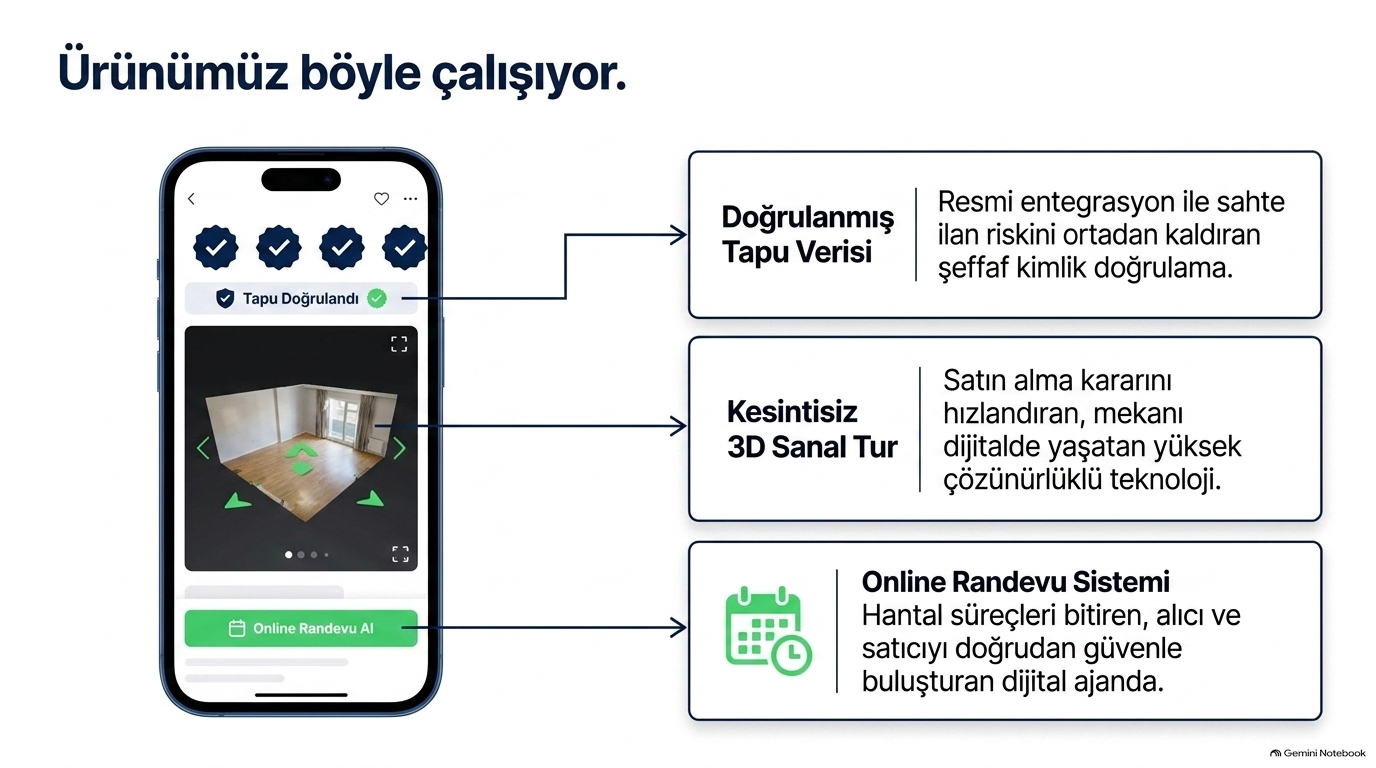 Ürünümüz böyle çalışıyor.
Tapu Doğrulandı
Online Randevu Al
Doğrulanmış
Tapu Verisi
Resmi entegrasyon ile sahte
ilan riskini ortadan kaldıran
şeffaf kimlik doğrulama.
Kesintisiz
3D Sanal Tur
Satın alma kararını
hızlandıran, mekanı
dijitalde yaşatan yüksek
çözünürlüklü teknoloji.
Online Randevu Sistemi
Hantal süreçleri bitiren, alıcı ve
satıcıyı doğrudan güvenle
buluşturan dijital ajanda.
Gemini Notebook